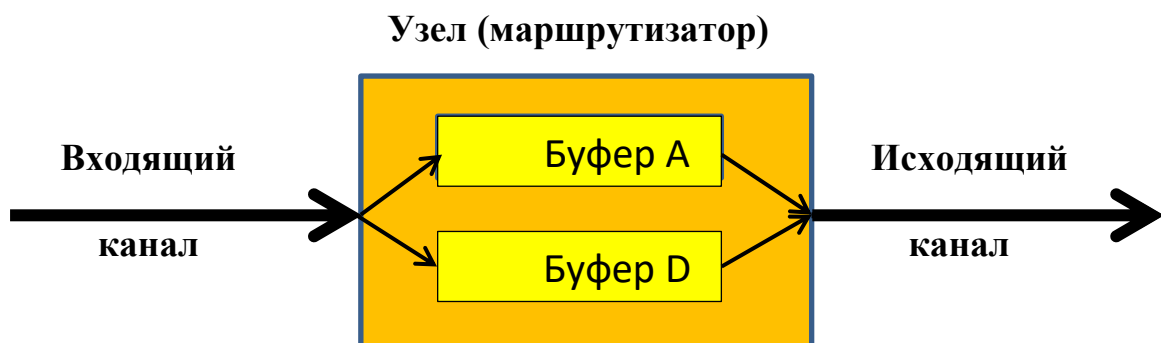 Узел (маршрутизатор)
Входящий
канал
Буфер A
Буфер D
Исходящий
канал